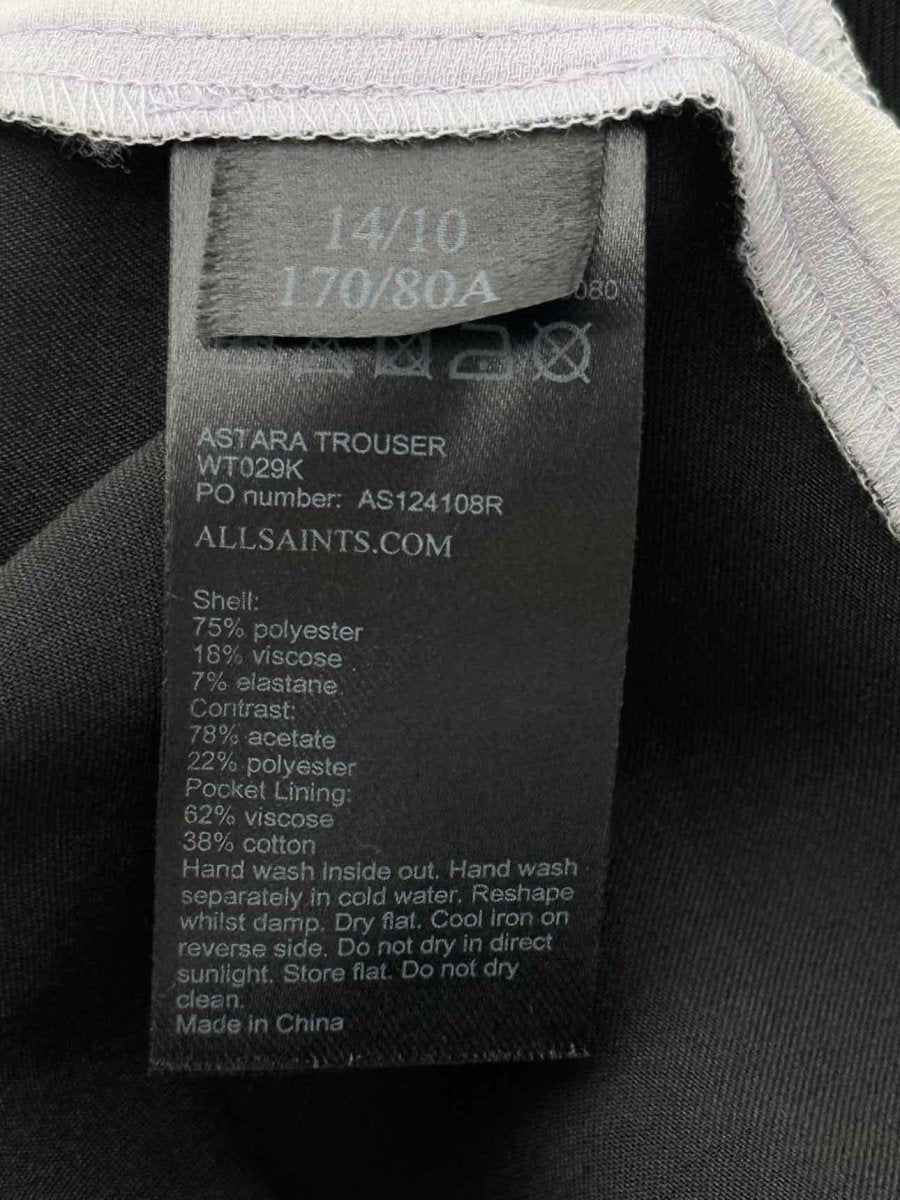 14/10
170/80A
080
ASTARA TROUSER
WT029K
PO number: AS124108R
ALLSAINTS.COM
Shell:
75% polyester
18% viscose
7% elastane
Contrast:
78% acetate
22% polyester
Pocket Lining:
62% viscose
38% cotton
Hand wash inside out. Hand wash
separately in cold water. Reshape
whilst damp. Dry flat. Cool iron on
reverse side. Do not dry in direct
sunlight. Store flat. Do not dry
clean.
Made in China